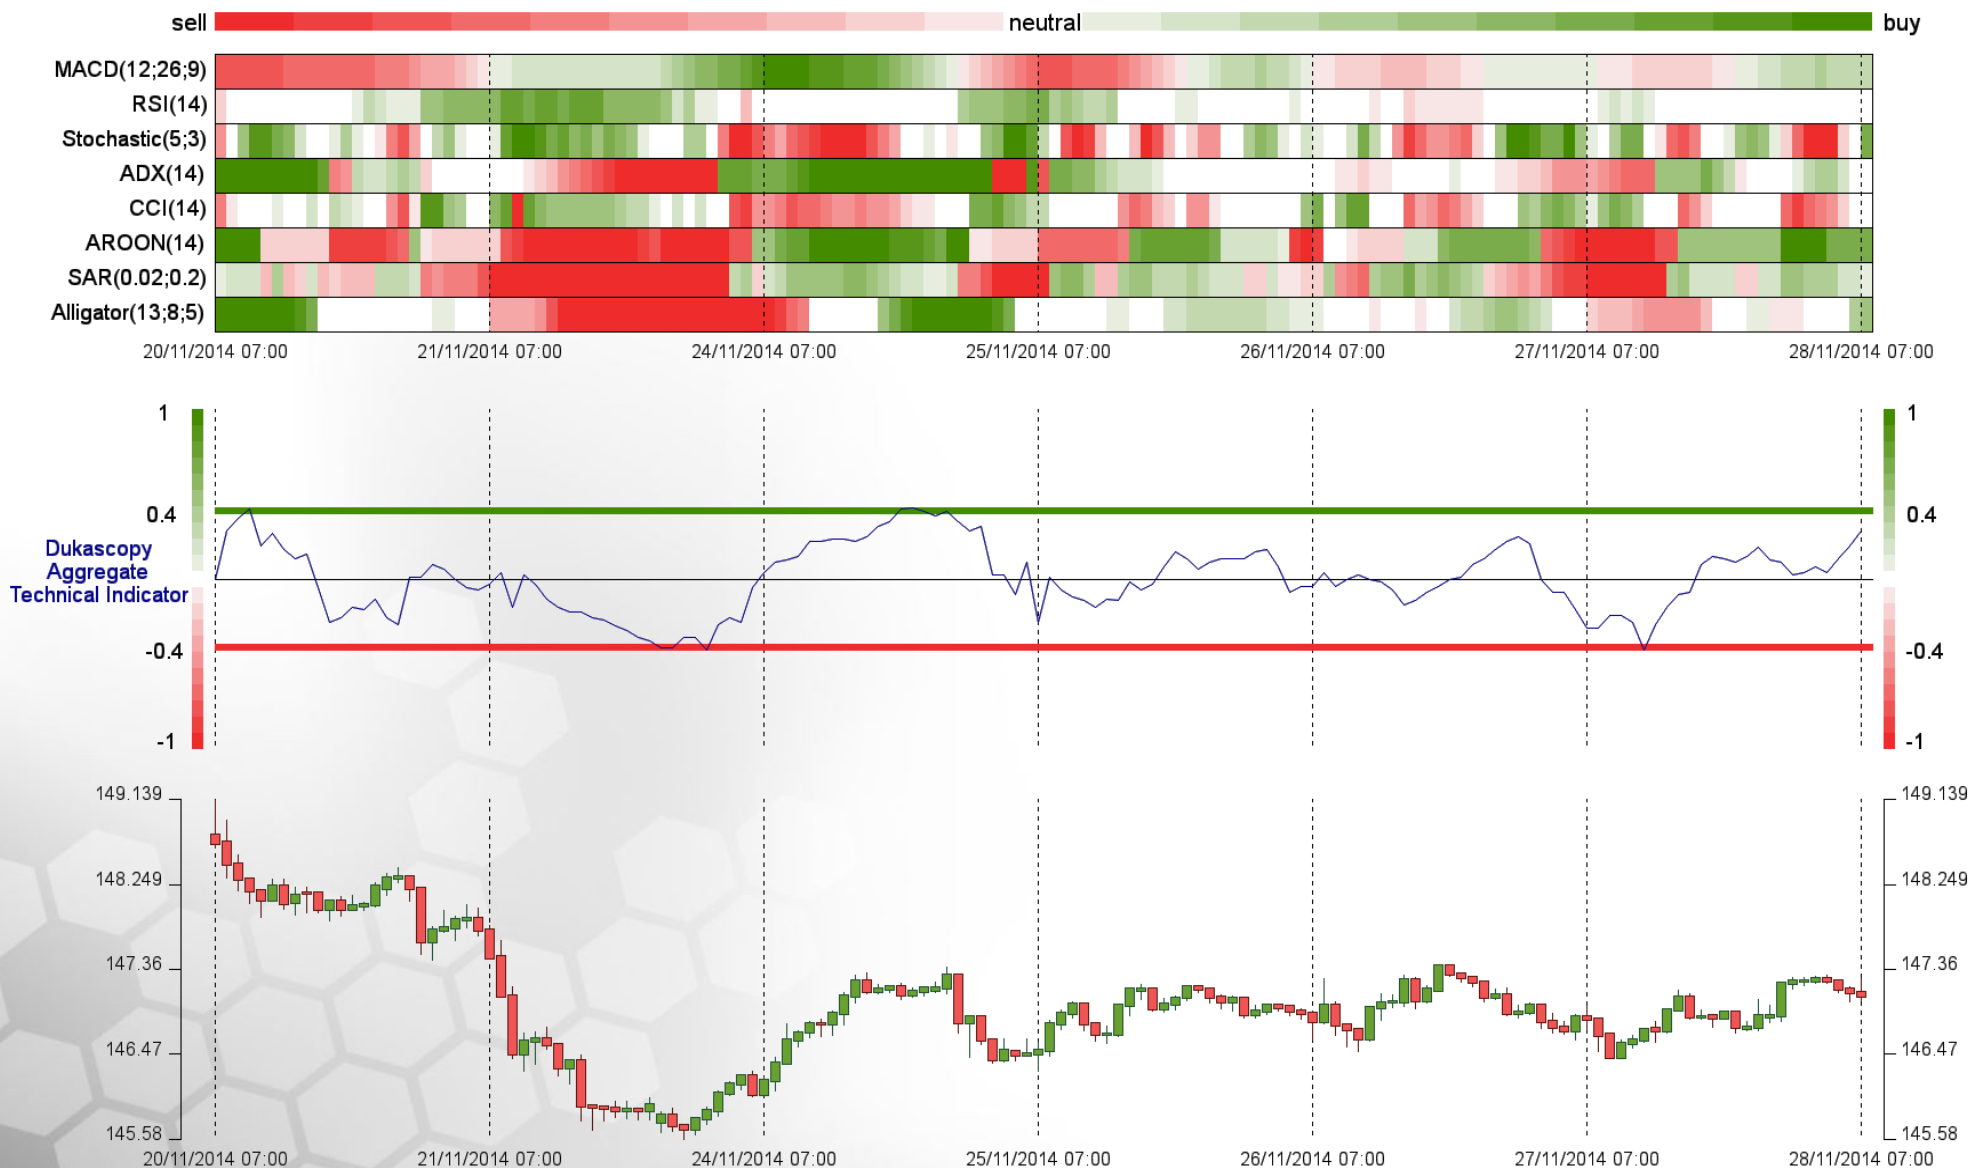 sell neutral buy
MACD(12;26;9)
RSI(14)
Stochastic(5;3)
ADX(14)
CCI(14)
AROON(14)
SAR(0.02;0.2)
Alligator(13;8;5)
20/11/2014 07:00 21/11/2014 07:00 24/11/2014 07:00 25/11/2014 07:00 26/11/2014 07:00 27/11/2014 07:00 28/11/2014 07:00
1 1
0.4 0.4
Dukascopy
Aggregate
Technical Indicator
-0.4 -0.4
-1 -1
149.139 149.139
148.249 148.249
147.36 147.36
146.47 146.47
145.58 145.58
20/11/2014 07:00 21/11/2014 07:00 24/11/2014 07:00 25/11/2014 07:00 26/11/2014 07:00 27/11/2014 07:00 28/11/2014 07:00